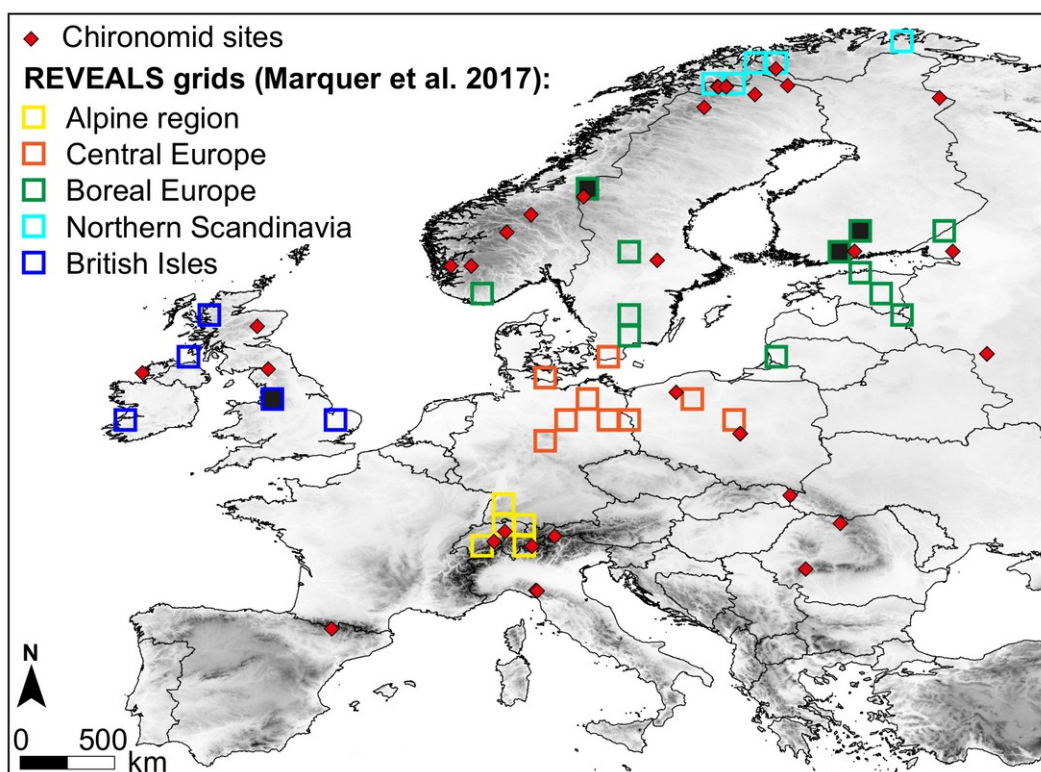 Chironomid sites
REVEALS grids (Marquer et al. 2017):
Alpine region
Central Europe
Boreal Europe
Northern Scandinavia
British Isles
N
0 500
km